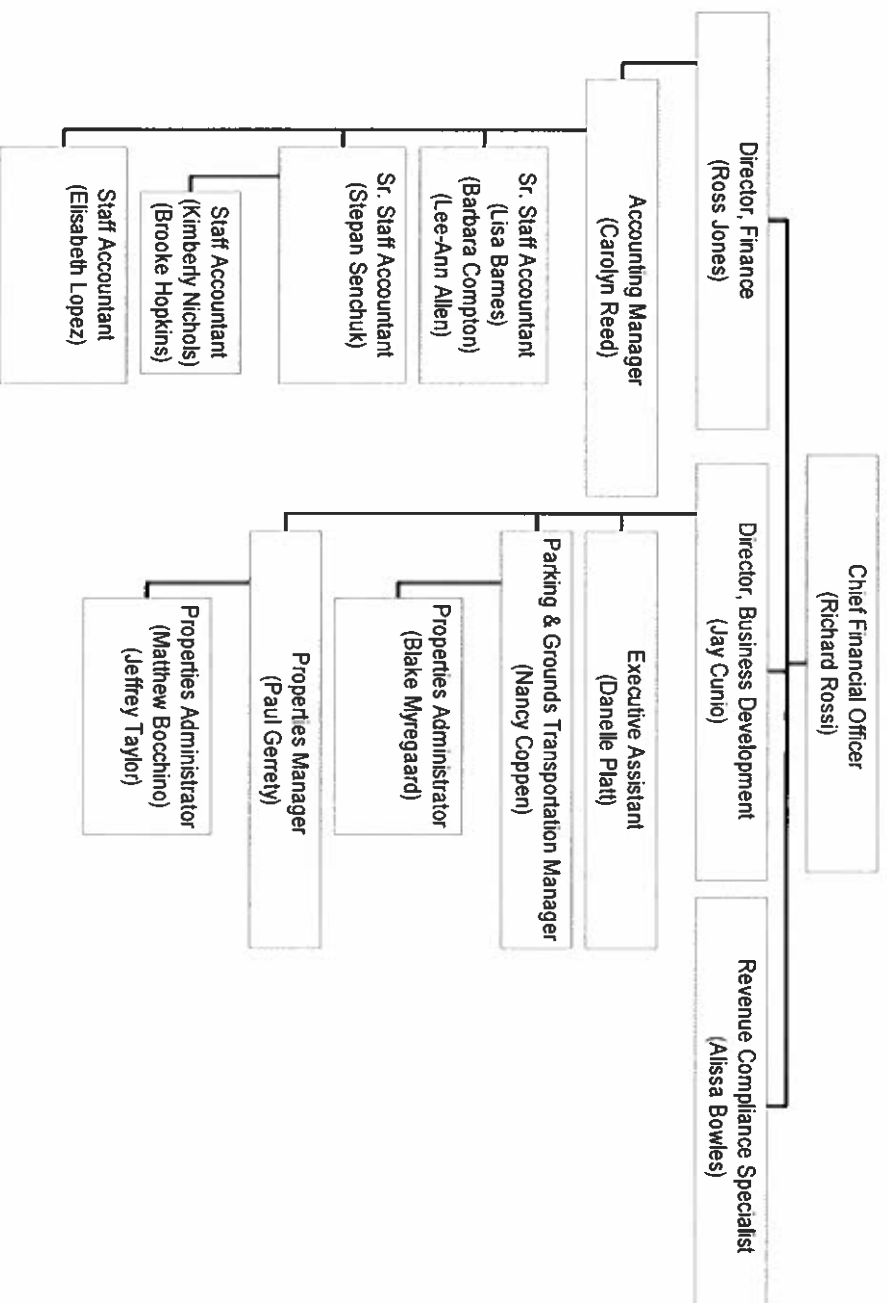 Chief Financial Officer
(Richard Rossi)
Director, Finance
(Ross Jones)
Accounting Manager
(Carolyn Reed)
Sr. Staff Accountant
(Lisa Barnes)
(Barbara Compton)
(Lee-Ann Allen)
Sr. Staff Accountant
(Stepan Senchuk)
Staff Accountant
(Kimberly Nichols)
(Brooke Hopkins)
Staff Accountant
(Elisabeth Lopez)
Director, Business Development
(Jay Cunio)
Executive Assistant
(Danelle Platt)
Parking & Grounds Transportation Manager
(Nancy Coppen)
Properties Administrator
(Blake Myregaard)
Properties Manager
(Paul Gerrety)
Properties Administrator
(Matthew Bocchino)
(Jeffrey Taylor)
Revenue Compliance Specialist
(Alissa Bowles)